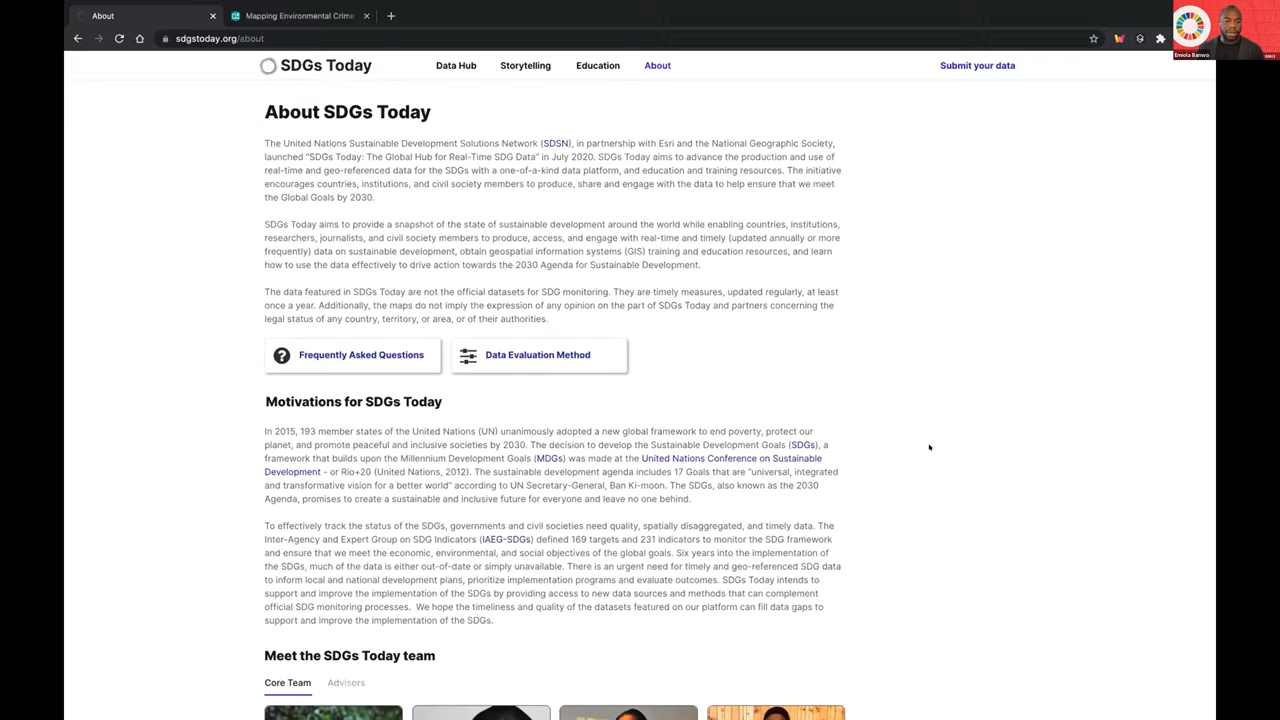 About
Mapping Environmental Crime
sdgstoday.org/about
Emiola Banwo
GOALS
SDGs Today
Data Hub
Storytelling
Education
About
Submit your data
About SDGs Today
The United Nations Sustainable Development Solutions Network (SDSN), in partnership with Esri and the National Geographic Society,
launched "SDGs Today: The Global Hub for Real-Time SDG Data" in July 2020. SDGs Today aims to advance the production and use of
real-time and geo-referenced data for the SDGs with a one-of-a-kind data platform, and education and training resources. The initiative
encourages countries, institutions, and civil society members to produce, share and engage with the data to help ensure that we meet
the Global Goals by 2030.
SDGs Today aims to provide a snapshot of the state of sustainable development around the world while enabling countries, institutions,
researchers, journalists, and civil society members to produce, access, and engage with real-time and timely (updated annually or more
frequently) data on sustainable development, obtain geospatial information systems (GIS) training and education resources, and learn
how to use the data effectively to drive action towards the 2030 Agenda for Sustainable Development.
The data featured in SDGs Today are not the official datasets for SDG monitoring. They are timely measures, updated regularly, at least
once a year. Additionally, the maps do not imply the expression of any opinion on the part of SDGs Today and partners concerning the
legal status of any country, territory, or area, or of their authorities.
Frequently Asked Questions
Data Evaluation Method
Motivations for SDGs Today
In 2015, 193 member states of the United Nations (UN) unanimously adopted a new global framework to end poverty, protect our
planet, and promote peaceful and inclusive societies by 2030. The decision to develop the Sustainable Development Goals (SDGs), a
framework that builds upon the Millennium Development Goals (MDGs) was made at the United Nations Conference on Sustainable
Development - or Rio+20 (United Nations, 2012). The sustainable development agenda includes 17 Goals that are "universal, integrated
and transformative vision for a better world" according to UN Secretary-General, Ban Ki-moon. The SDGs, also known as the 2030
Agenda, promises to create a sustainable and inclusive future for everyone and leave no one behind.
To effectively track the status of the SDGs, governments and civil societies need quality, spatially disaggregated, and timely data. The
Inter-Agency and Expert Group on SDG Indicators (IAEG-SDGs) defined 169 targets and 231 indicators to monitor the SDG framework
and ensure that we meet the economic, environmental, and social objectives of the global goals. Six years into the implementation of
the SDGs, much of the data is either out-of-date or simply unavailable. There is an urgent need for timely and geo-referenced SDG data
to inform local and national development plans, prioritize implementation programs and evaluate outcomes. SDGs Today intends to
support and improve the implementation of the SDGs by providing access to new data sources and methods that can complement
official SDG monitoring processes. We hope the timeliness and quality of the datasets featured on our platform can fill data gaps to
support and improve the implementation of the SDGs.
Meet the SDGs Today team
Core Team
Advisors